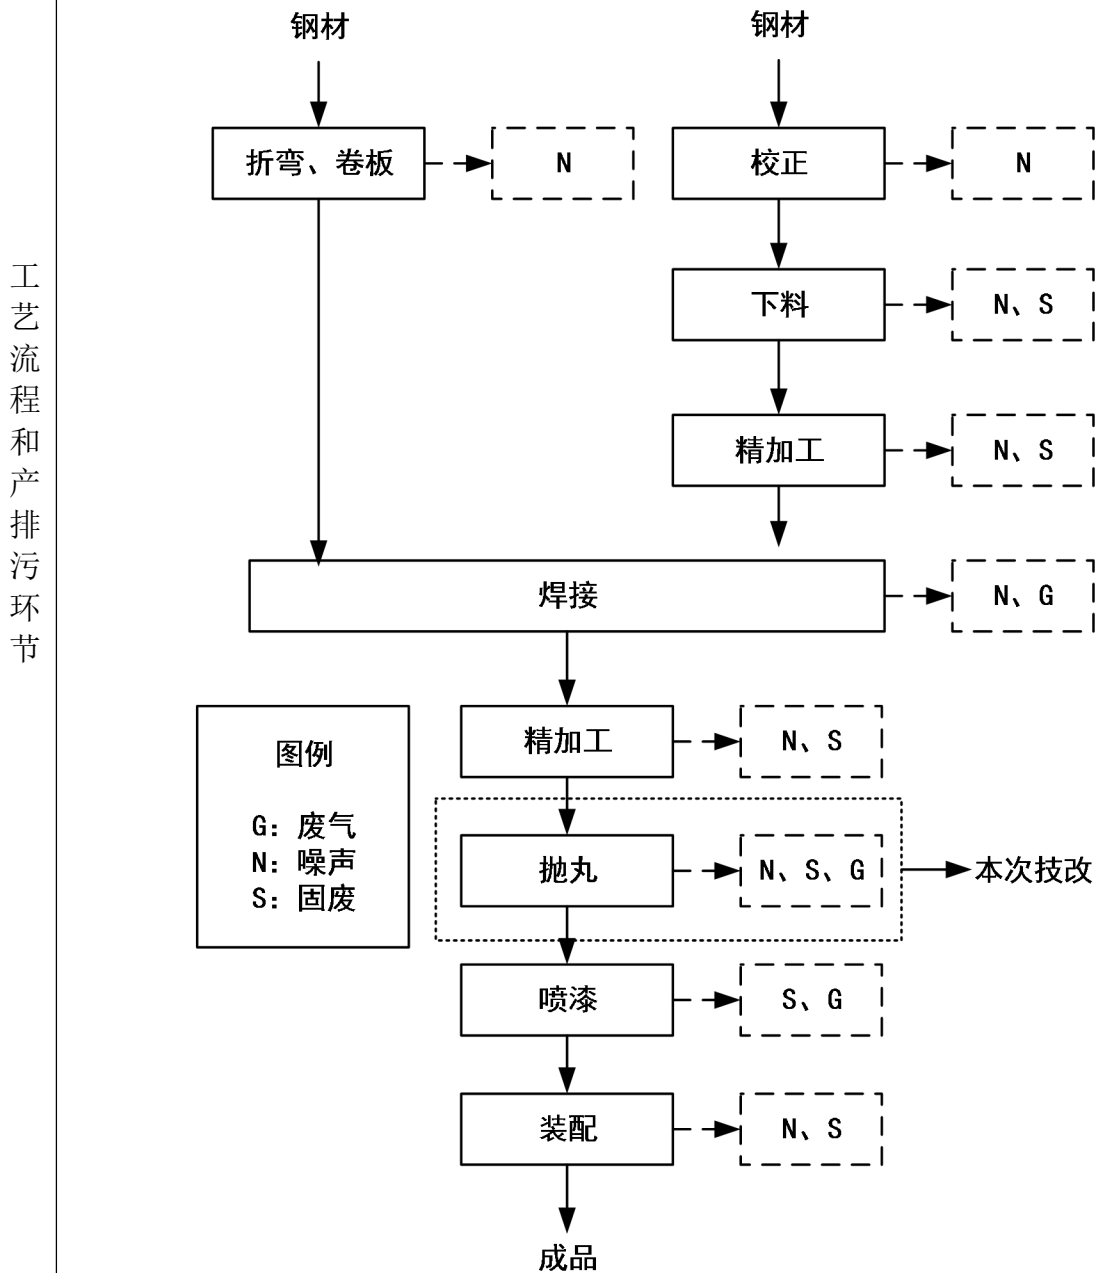 工艺流程和产排污环节
钢材
钢材
折弯、卷板
N
校正
N
下料
N、S
精加工
N、S
焊接
N、G
精加工
N、S
图例
G：废气
N：噪声
S：固废
抛丸
N、S、G
本次技改
喷漆
S、G
装配
N、S
成品